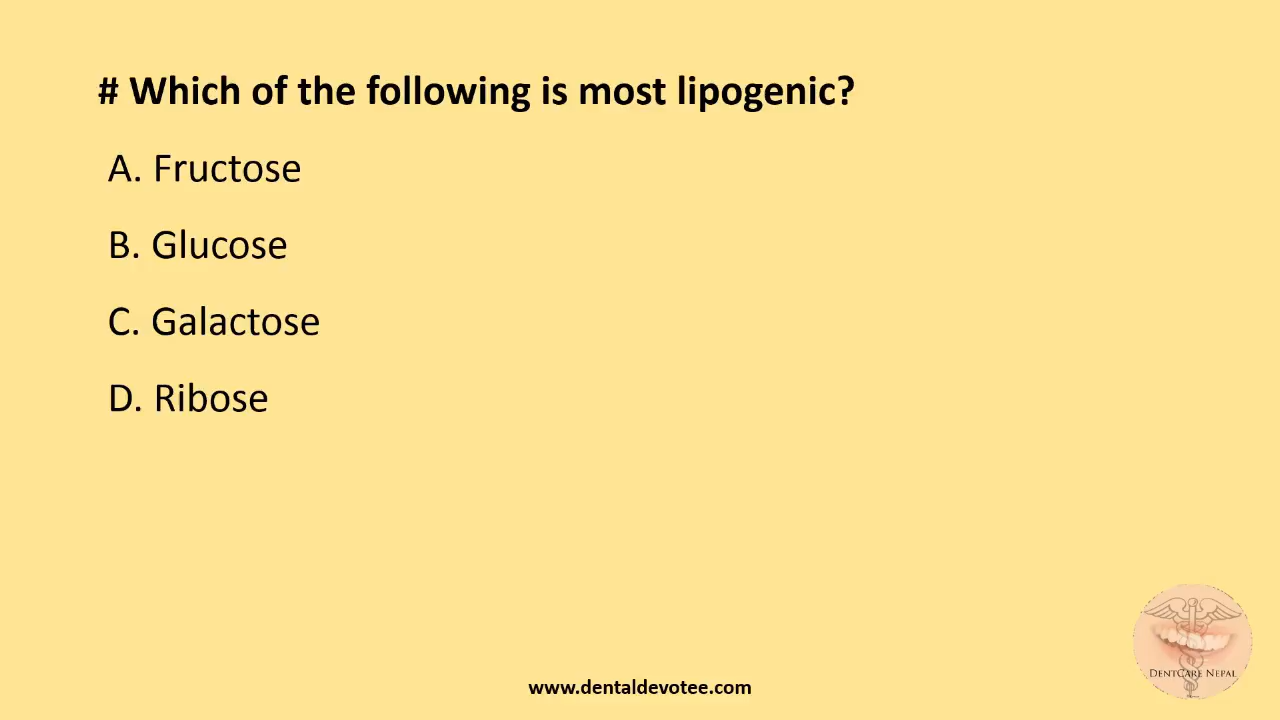 # Which of the following is most lipogenic?
A. Fructose
B. Glucose
C. Galactose
D. Ribose
DENTCARE NEPAL
www.dentaldevotee.com